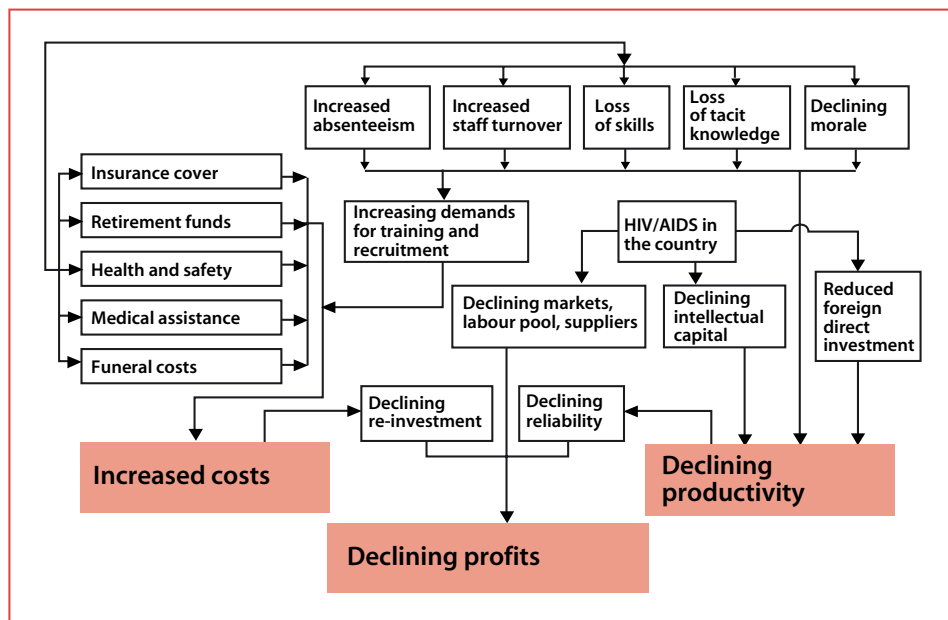 Increased
absenteeism
Increased
staff turnover
Loss
of skills
Loss
of tacit
knowledge
Declining
morale
Insurance cover
Retirement funds
Health and safety
Medical assistance
Funeral costs
Increasing demands
for training and
recruitment
HIV/AIDS in
the country
Declining markets,
labour pool, suppliers
Declining
intellectual
capital
Reduced
foreign
direct
investment
Declining
re-investment
Declining
reliability
Increased costs
Declining
productivity
Declining profits